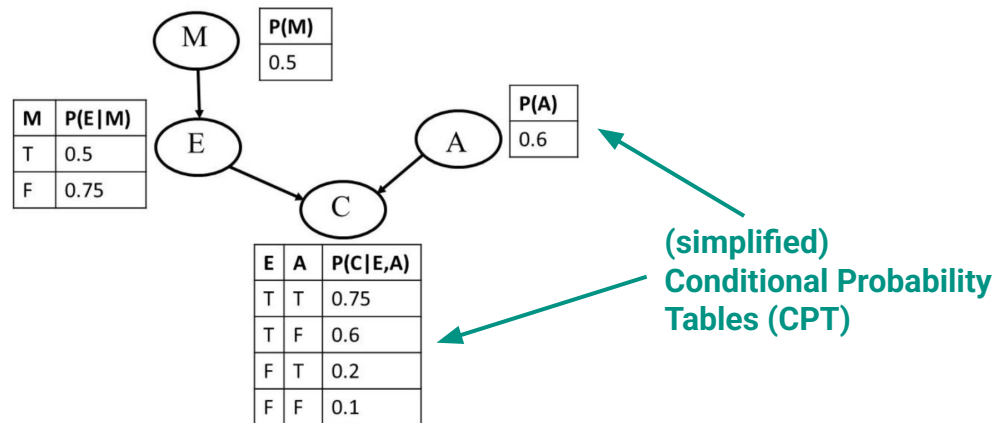 M
P(M)
0.5
M P(E|M)
T 0.5
F 0.75
E
A
P(A)
0.6
C
E A P(C|E,A)
T T 0.75
T F 0.6
F T 0.2
F F 0.1
(simplified)
Conditional Probability
Tables (CPT)